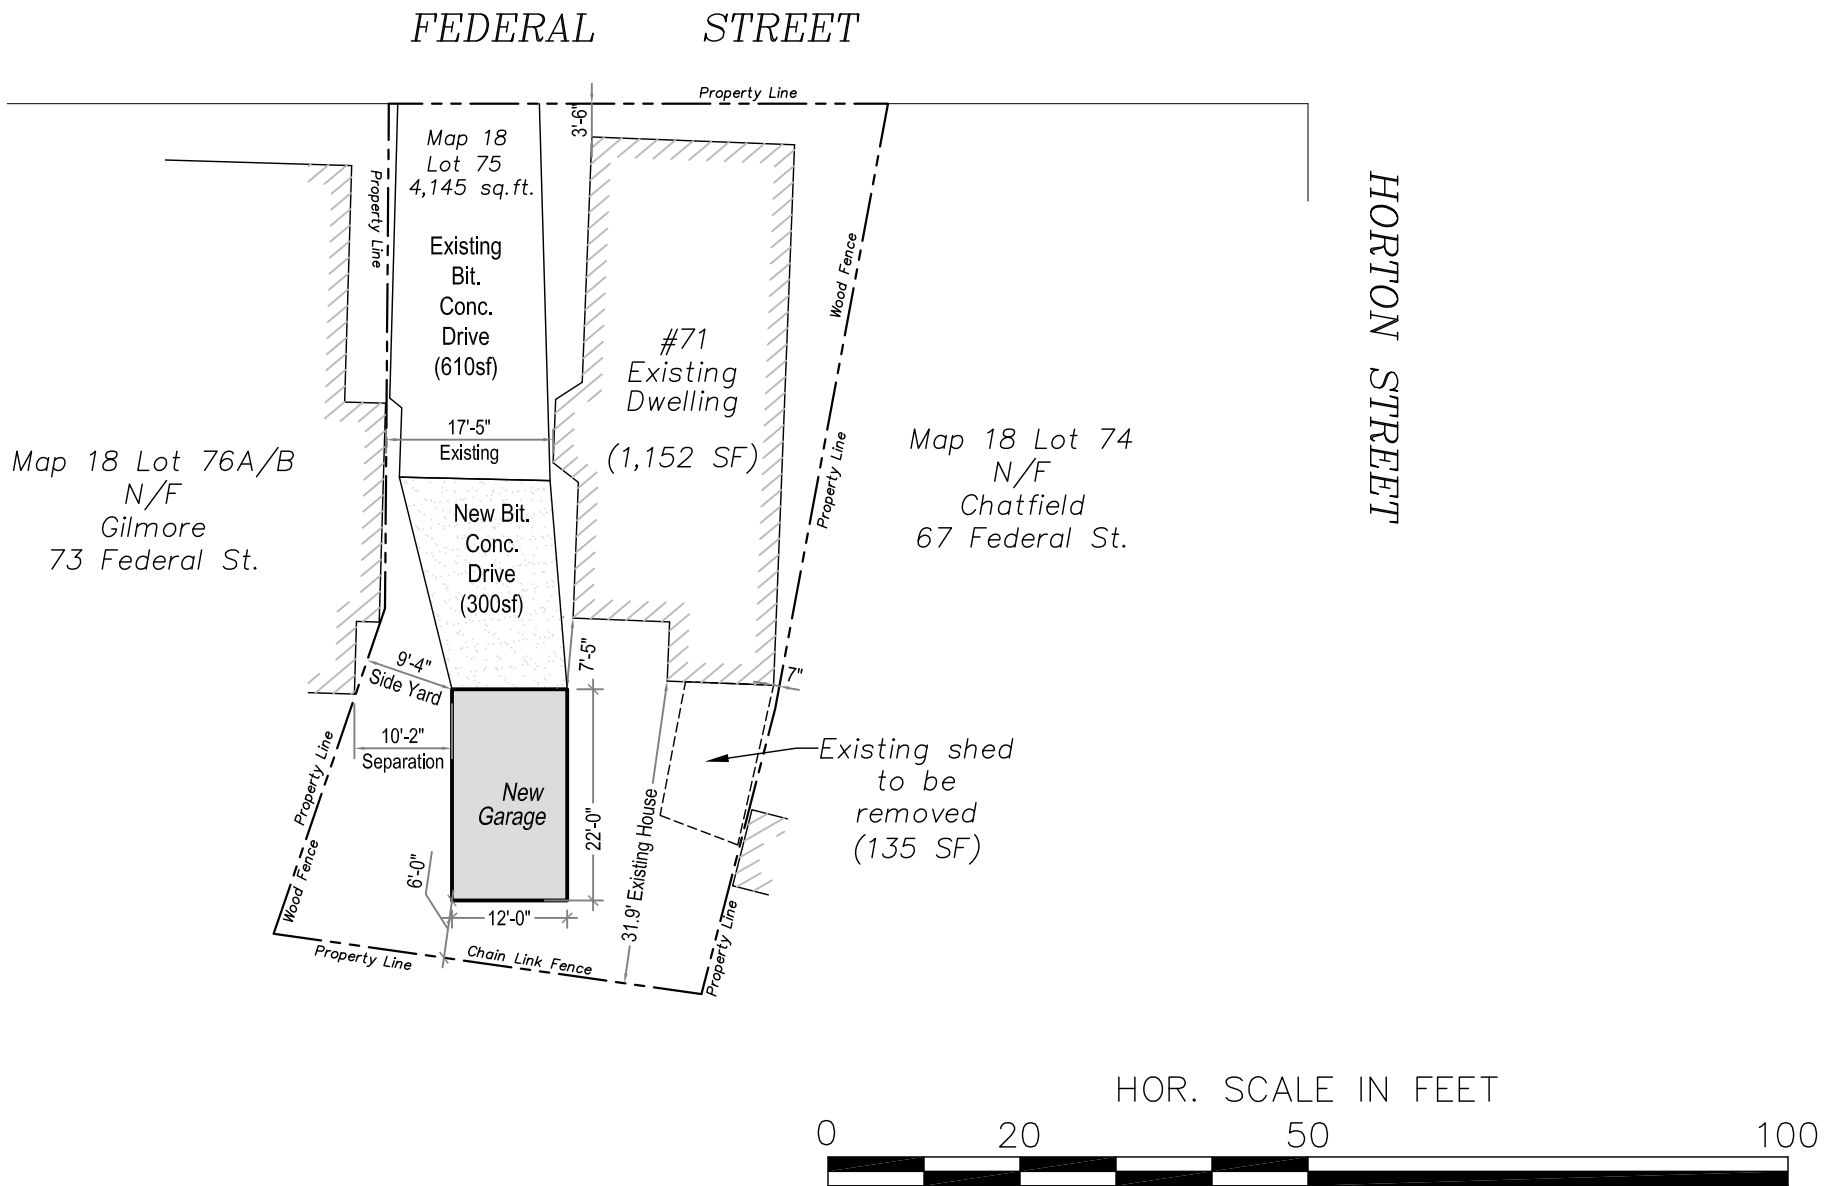 FEDERAL STREET
Property Line
3'-6"
Map 18
Lot 75
4,145 sq.ft.
Property Line
Existing
Bit.
Conc.
Drive
(610sf)
17'-5"
Existing
New Bit.
Conc.
Drive
(300sf)
#71
Existing
Dwelling
(1,152 SF)
Wood Fence
Property Line
HORTON STREET
Map 18 Lot 76A/B
N/F
Gilmore
73 Federal St.
Map 18 Lot 74
N/F
Chatfield
67 Federal St.
9'-4"
Side Yard
7'-5"
7"
10'-2"
Separation
Property Line
Wood Fence
New
Garage
22'-0"
31.9' Existing House
Existing shed
to be
removed
(135 SF)
6'-0"
12'-0"
Property Line
Chain Link Fence
Property Line
HOR. SCALE IN FEET
0 20 50 100